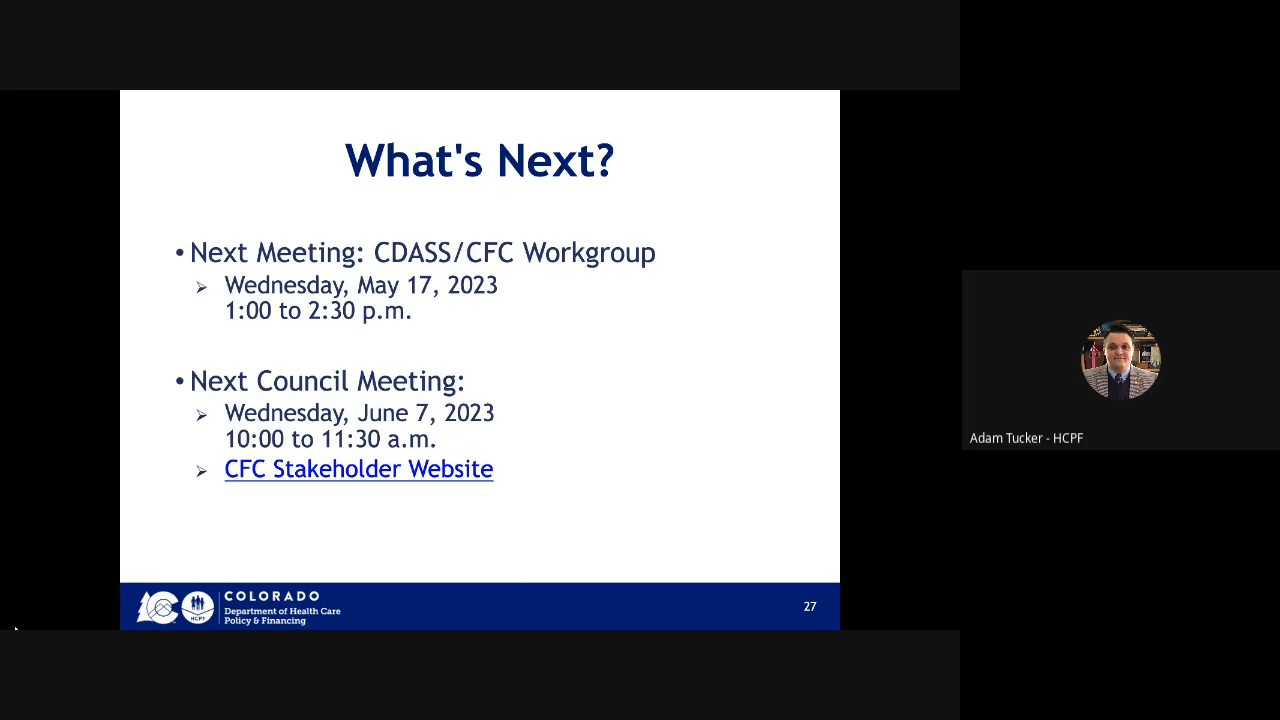 What's Next?
• Next Meeting: CDASS/CFC Workgroup
➢ Wednesday, May 17, 2023
1:00 to 2:30 p.m.
• Next Council Meeting:
➢ Wednesday, June 7, 2023
10:00 to 11:30 a.m.
➢ CFC Stakeholder Website
Adam Tucker - HCPF
HCPF
COLORADO
Department of Health Care
Policy & Financing
27